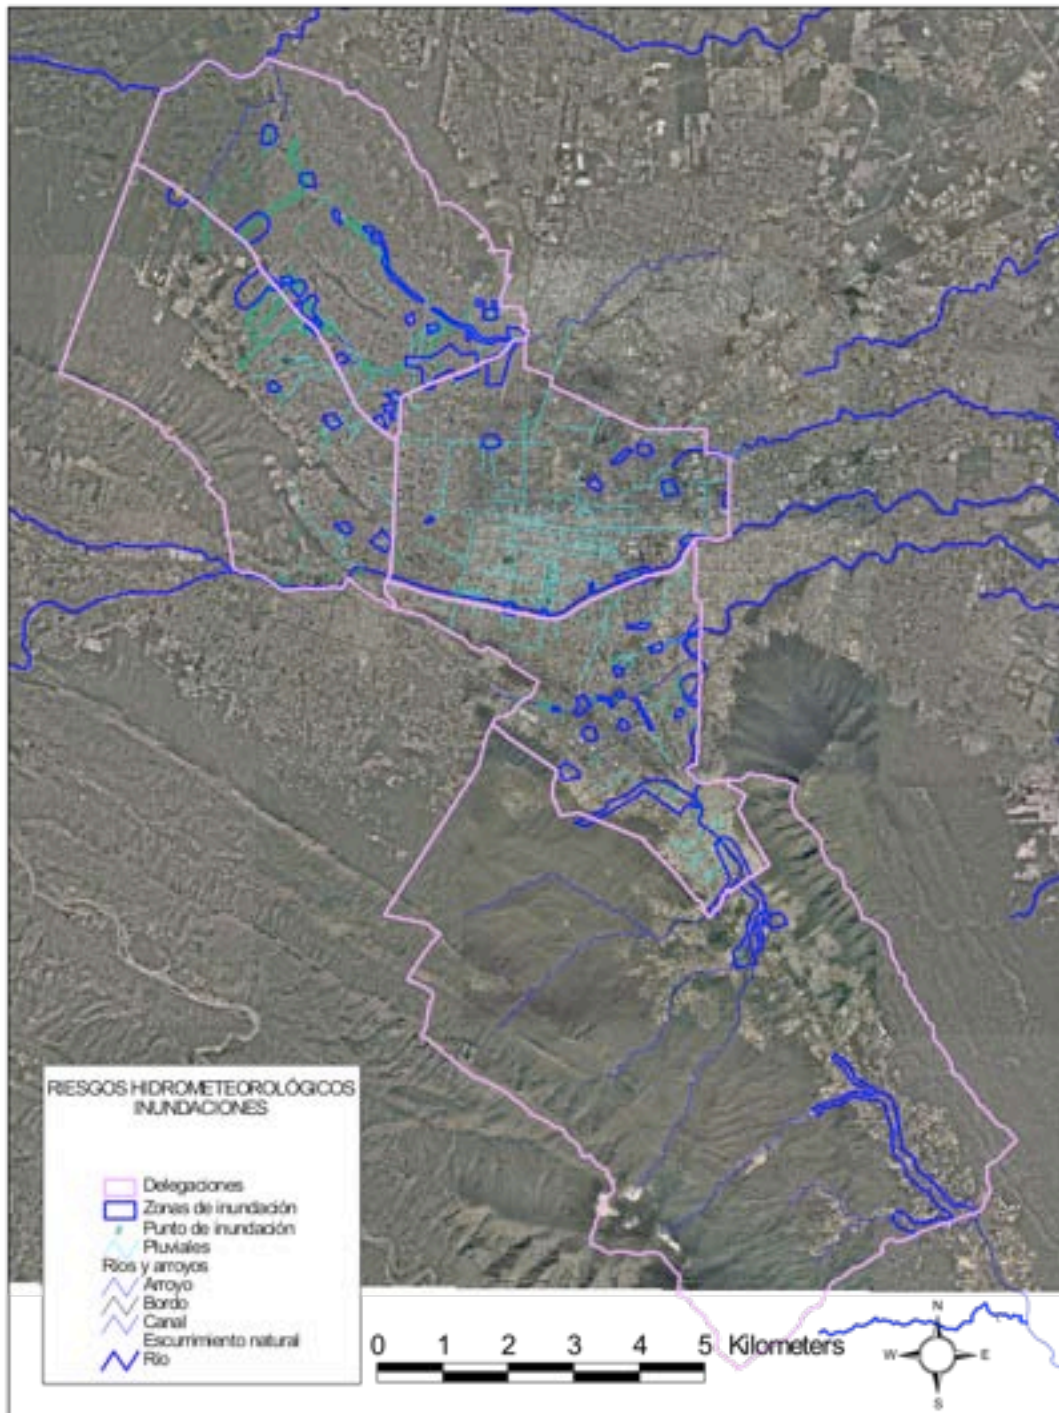 RIESGOS HIDROMETEOROLÓGICOS
INUNDACIONES
Delegaciones
Zonas de inundación
Punto de inundación
Pluviales
Ríos y arroyos
Arroyo
Bordo
Canal
Escurrimiento natural
Río
0 1 2 3 4 5 Kilometers
N
W E
S